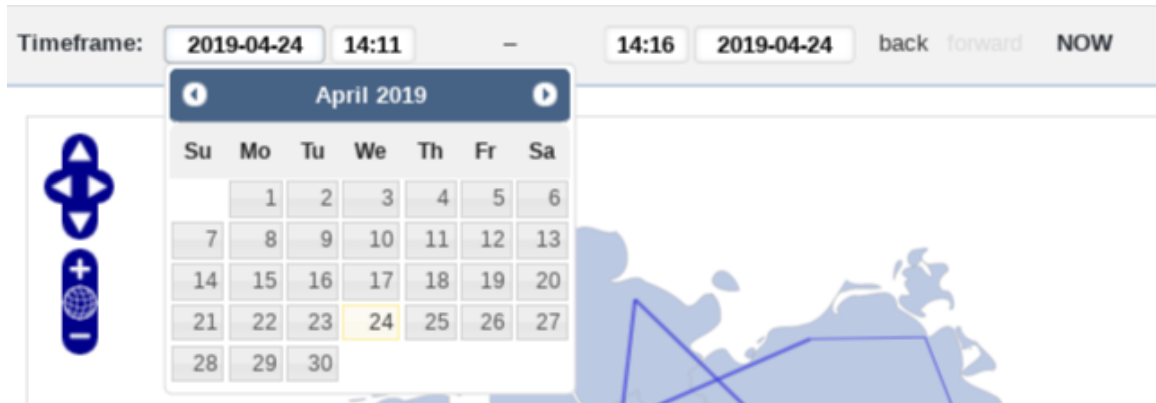 Timeframe: 2019-04-24 14:11 – 14:16 2019-04-24 back forward NOW
April 2019
Su Mo Tu We Th Fr Sa
1 2 3 4 5 6
7 8 9 10 11 12 13
14 15 16 17 18 19 20
21 22 23 24 25 26 27
28 29 30